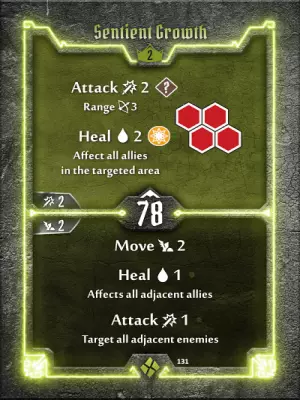 Sentient Growth
2
Attack 2 ?
Range 3
Heal 2
Affect all allies
in the targeted area
2
2
78
Move 2
Heal 1
Affects all adjacent allies
Attack 1
Target all adjacent enemies
131